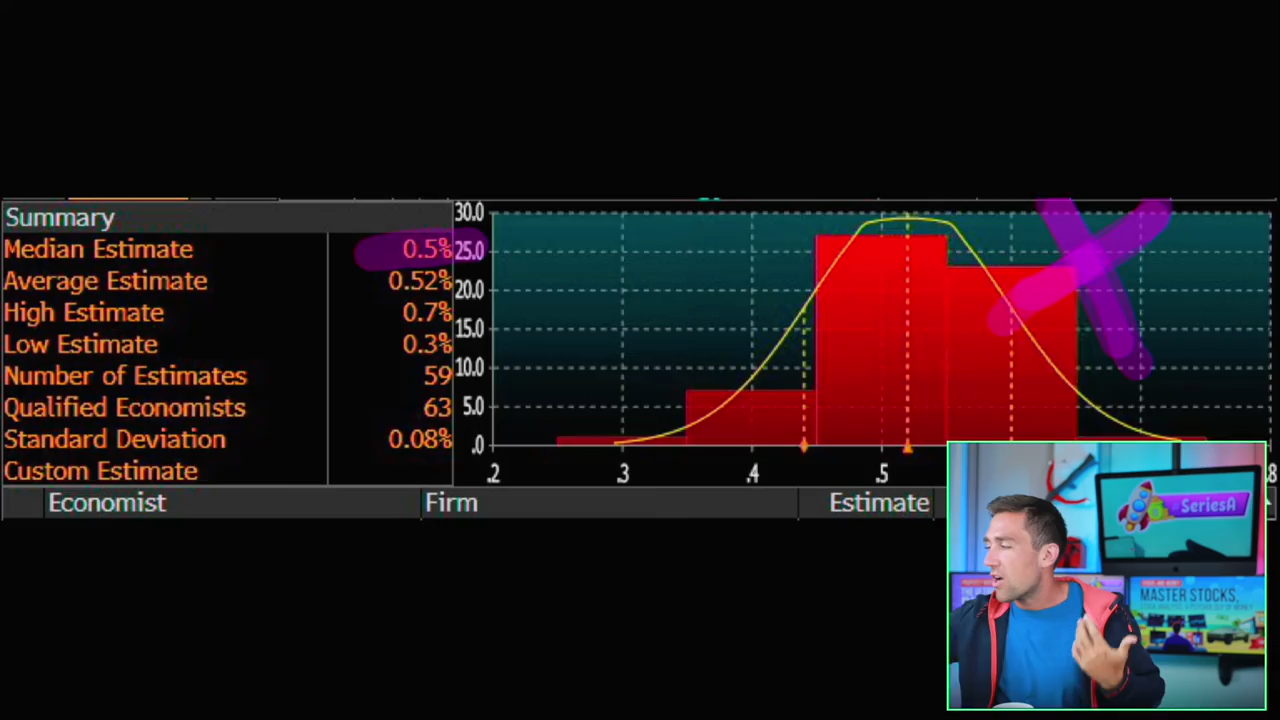 Summary
Median Estimate 0.5%
Average Estimate 0.52%
High Estimate 0.7%
Low Estimate 0.3%
Number of Estimates 59
Qualified Economists 63
Standard Deviation 0.08%
Custom Estimate
Economist Firm Estimate
30.0
25.0
20.0
15.0
10.0
5.0
.0
.2 .3 .4 .5 .8
SeriesA
MASTER STOCKS,